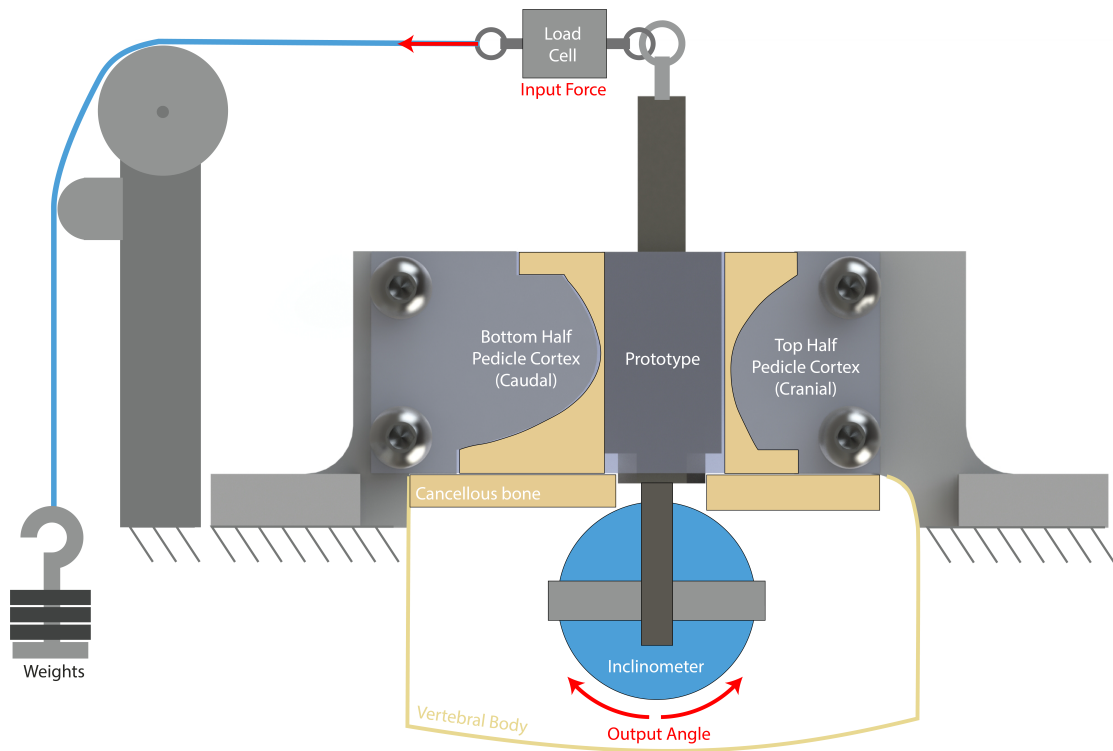 Load
Cell
Input Force
Bottom Half
Pedicle Cortex
(Caudal)
Prototype
Top Half
Pedicle Cortex
(Cranial)
Cancellous bone
Weights
Inclinometer
Vertebral Body
Output Angle